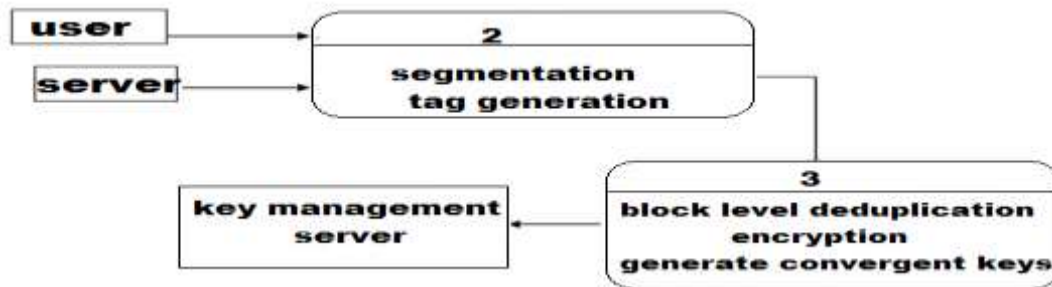 user
server
2
segmentation
tag generation
3
block level deduplication
encryption
generate convergent keys
key management
server